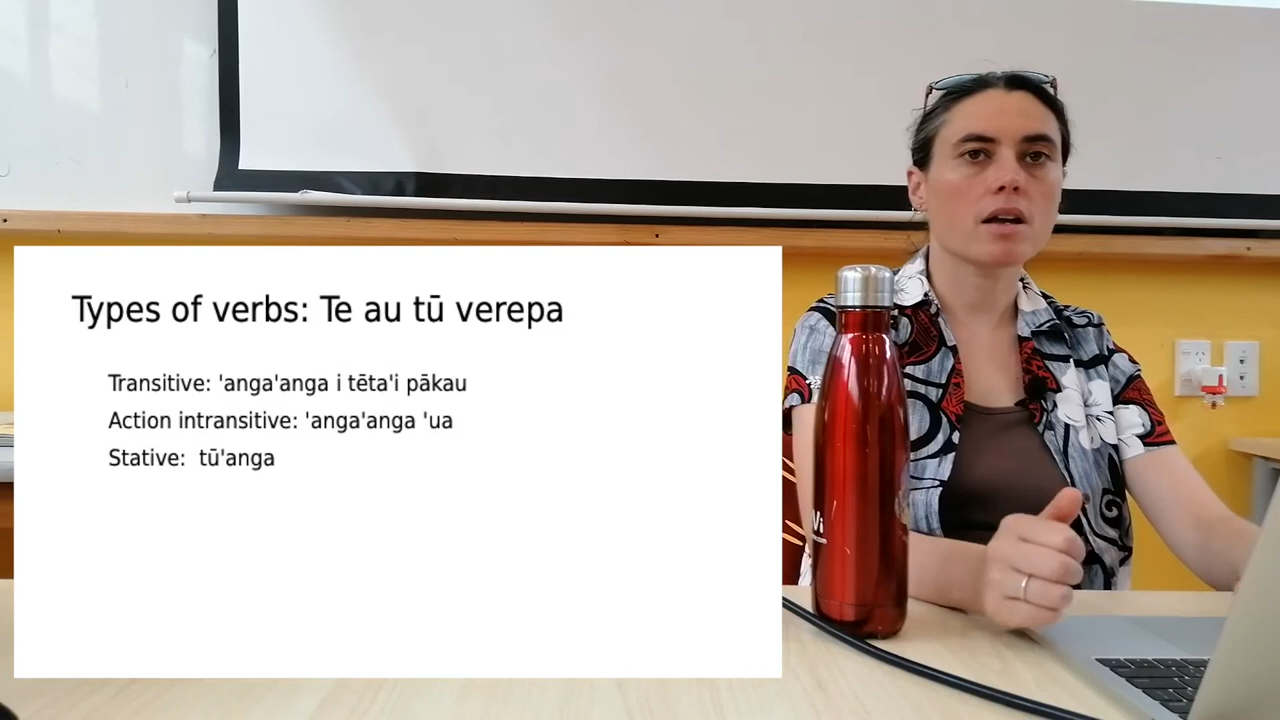 Types of verbs: Te au tū verepa
Transitive: 'anga'anga i tēta'i pākau
Action intransitive: 'anga'anga 'ua
Stative:  tū'anga